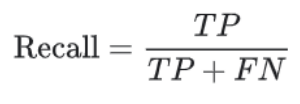 Recall = TP / TP + FN